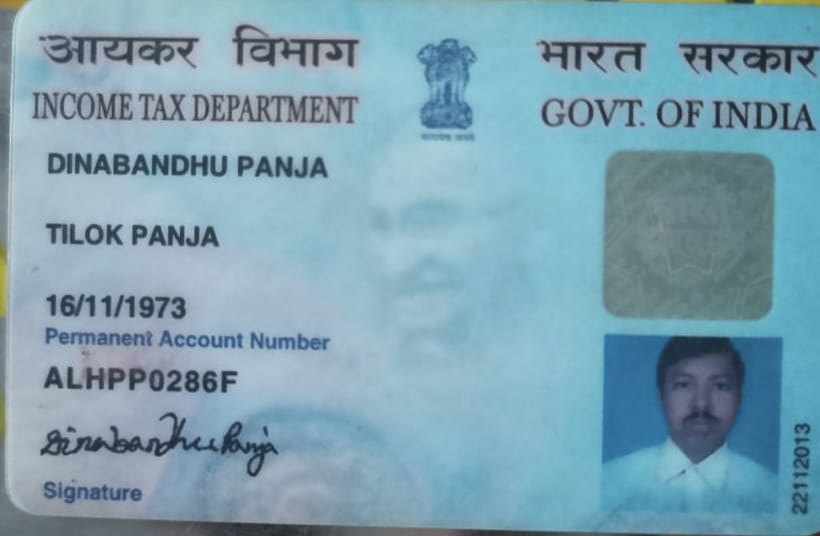 आयकर विभाग
INCOME TAX DEPARTMENT
भारत सरकार
GOVT. OF INDIA
DINABANDHU PANJA
TILOK PANJA
16/11/1973
Permanent Account Number
ALHPP0286F
Dinabandhu Panja
Signature
22112013